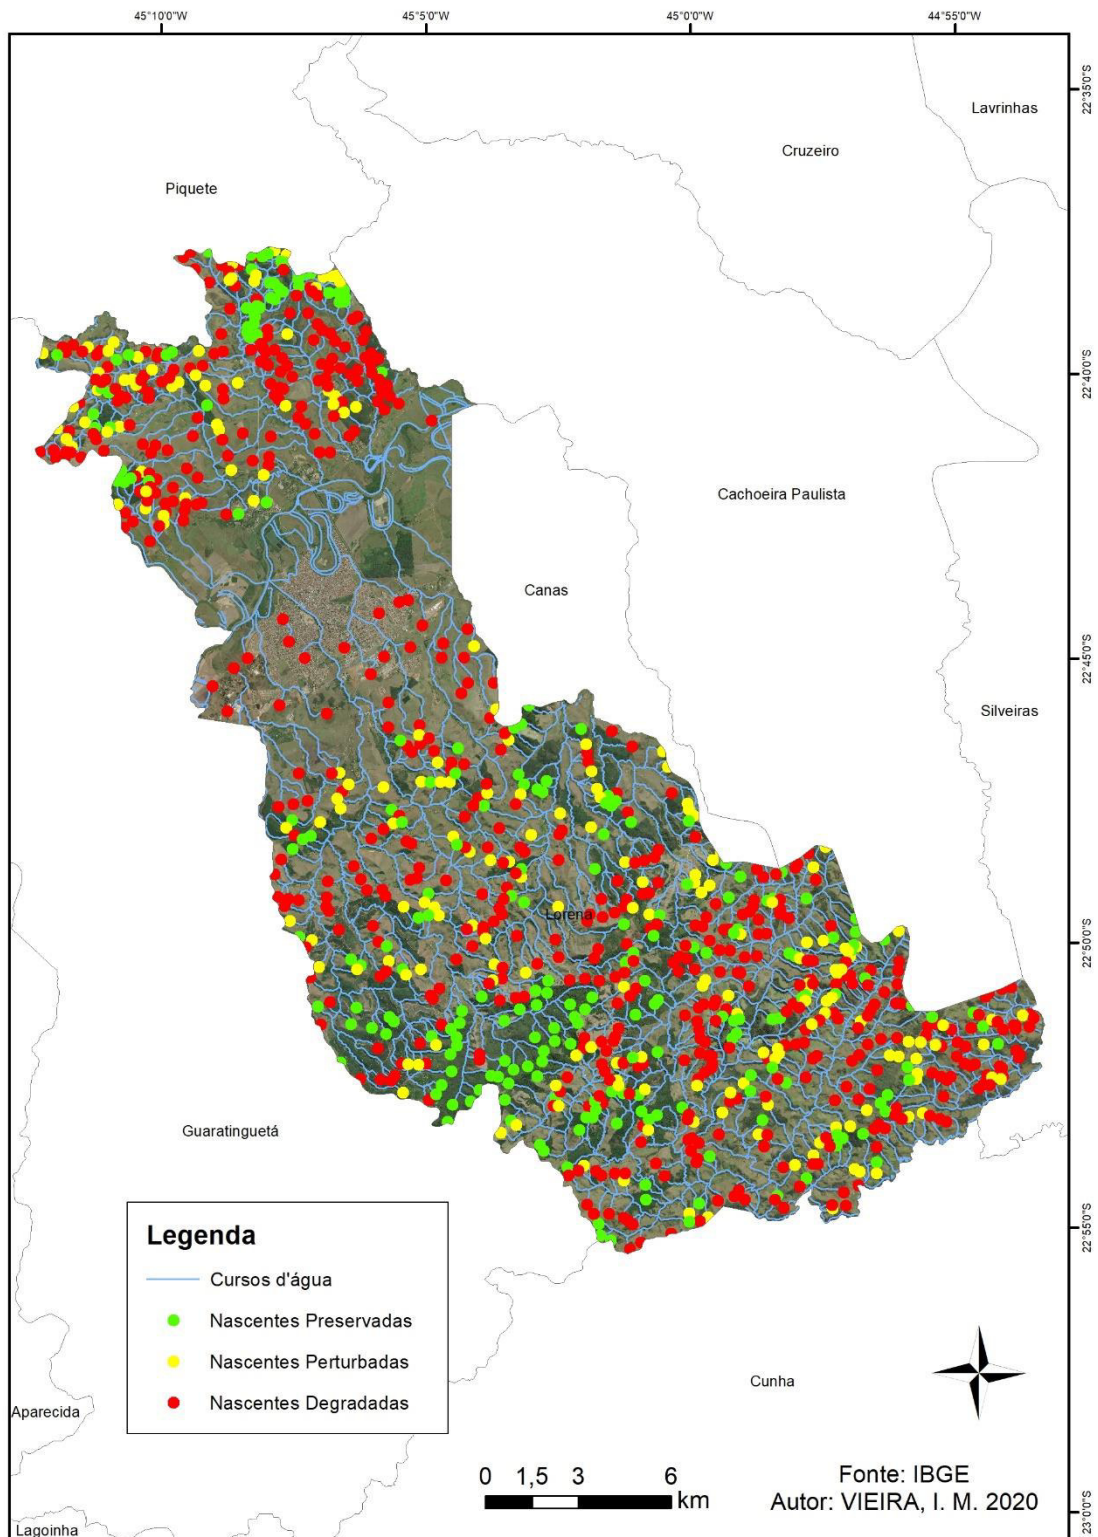 45°10'0"W
45°5'0"W
45°0'0"W
44°55'0"W
22°35'0"S
Lavrinhas
Cruzeiro
Piquete
22°40'0"S
Cachoeira Paulista
Canas
22°45'0"S
Silveiras
Lorena
22°50'0"S
Guaratinguetá
22°55'0"S
Legenda
Cursos d'água
Nascentes Preservadas
Nascentes Perturbadas
Nascentes Degradadas
Cunha
Aparecida
0 1,5 3 6
km
Fonte: IBGE
Autor: VIEIRA, I. M. 2020
23°0'0"S
Lagoinha